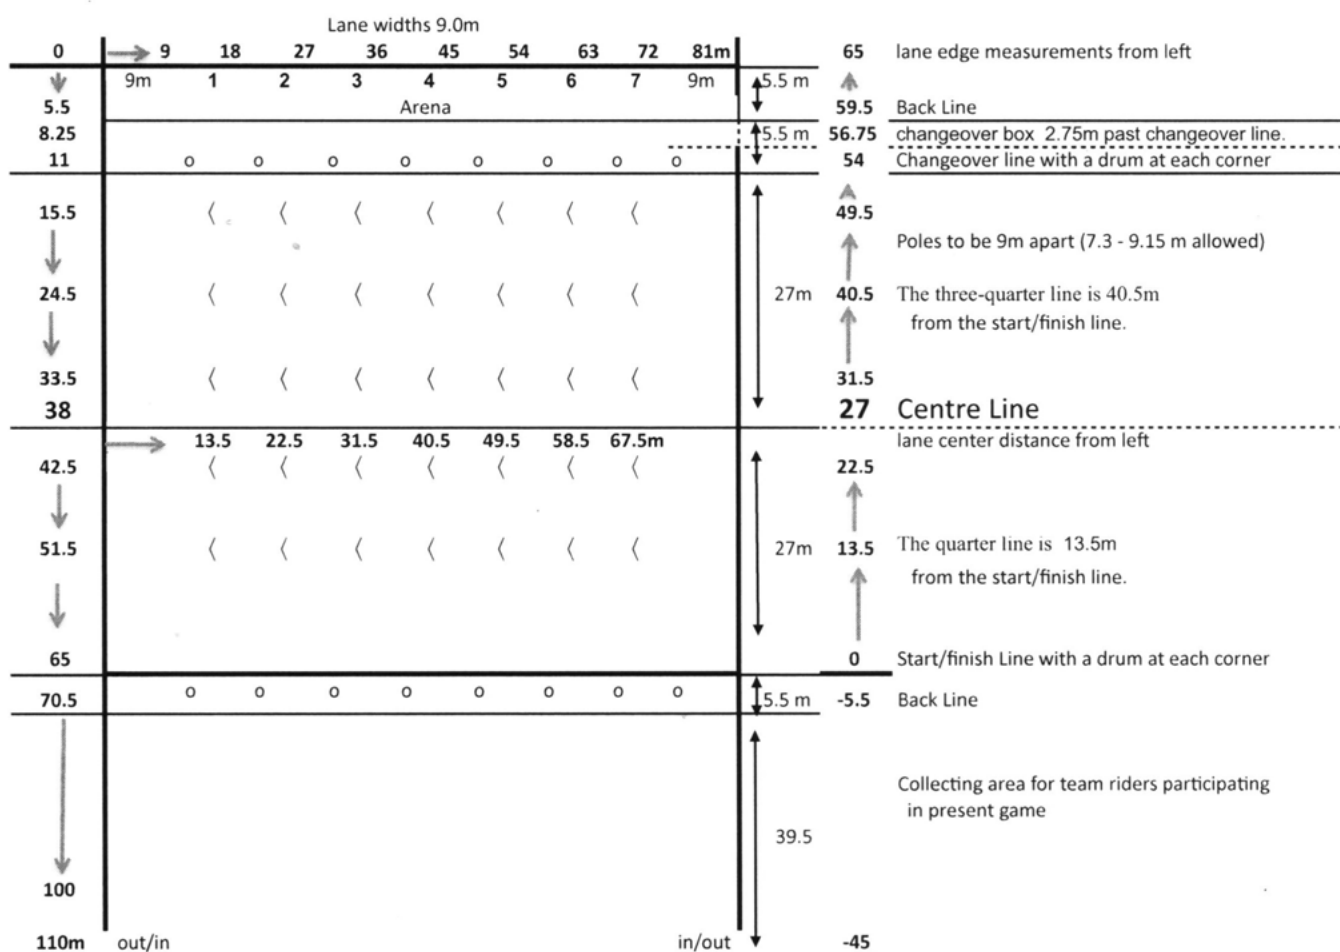 Lane widths 9.0m
0 9 18 27 36 45 54 63 72 81m 65 lane edge measurements from left
9m 1 2 3 4 5 6 7 9m 5.5 m
5.5 Arena 59.5 Back Line
8.25 5.5 m 56.75 changeover box 2.75m past changeover line.
11 o o o o o o o o 54 Changeover line with a drum at each corner
15.5 〈 〈 〈 〈 〈 〈 〈 49.5
Poles to be 9m apart (7.3 - 9.15 m allowed)
24.5 〈 〈 〈 〈 〈 〈 〈 27m 40.5 The three-quarter line is 40.5m
from the start/finish line.
33.5 〈 〈 〈 〈 〈 〈 〈 31.5
38 27 Centre Line
13.5 22.5 31.5 40.5 49.5 58.5 67.5m lane center distance from left
42.5 〈 〈 〈 〈 〈 〈 〈 22.5
51.5 〈 〈 〈 〈 〈 〈 〈 27m 13.5 The quarter line is 13.5m
from the start/finish line.
65 0 Start/finish Line with a drum at each corner
70.5 o o o o o o o o 5.5 m -5.5 Back Line
Collecting area for team riders participating
in present game
39.5
100
110m out/in in/out -45